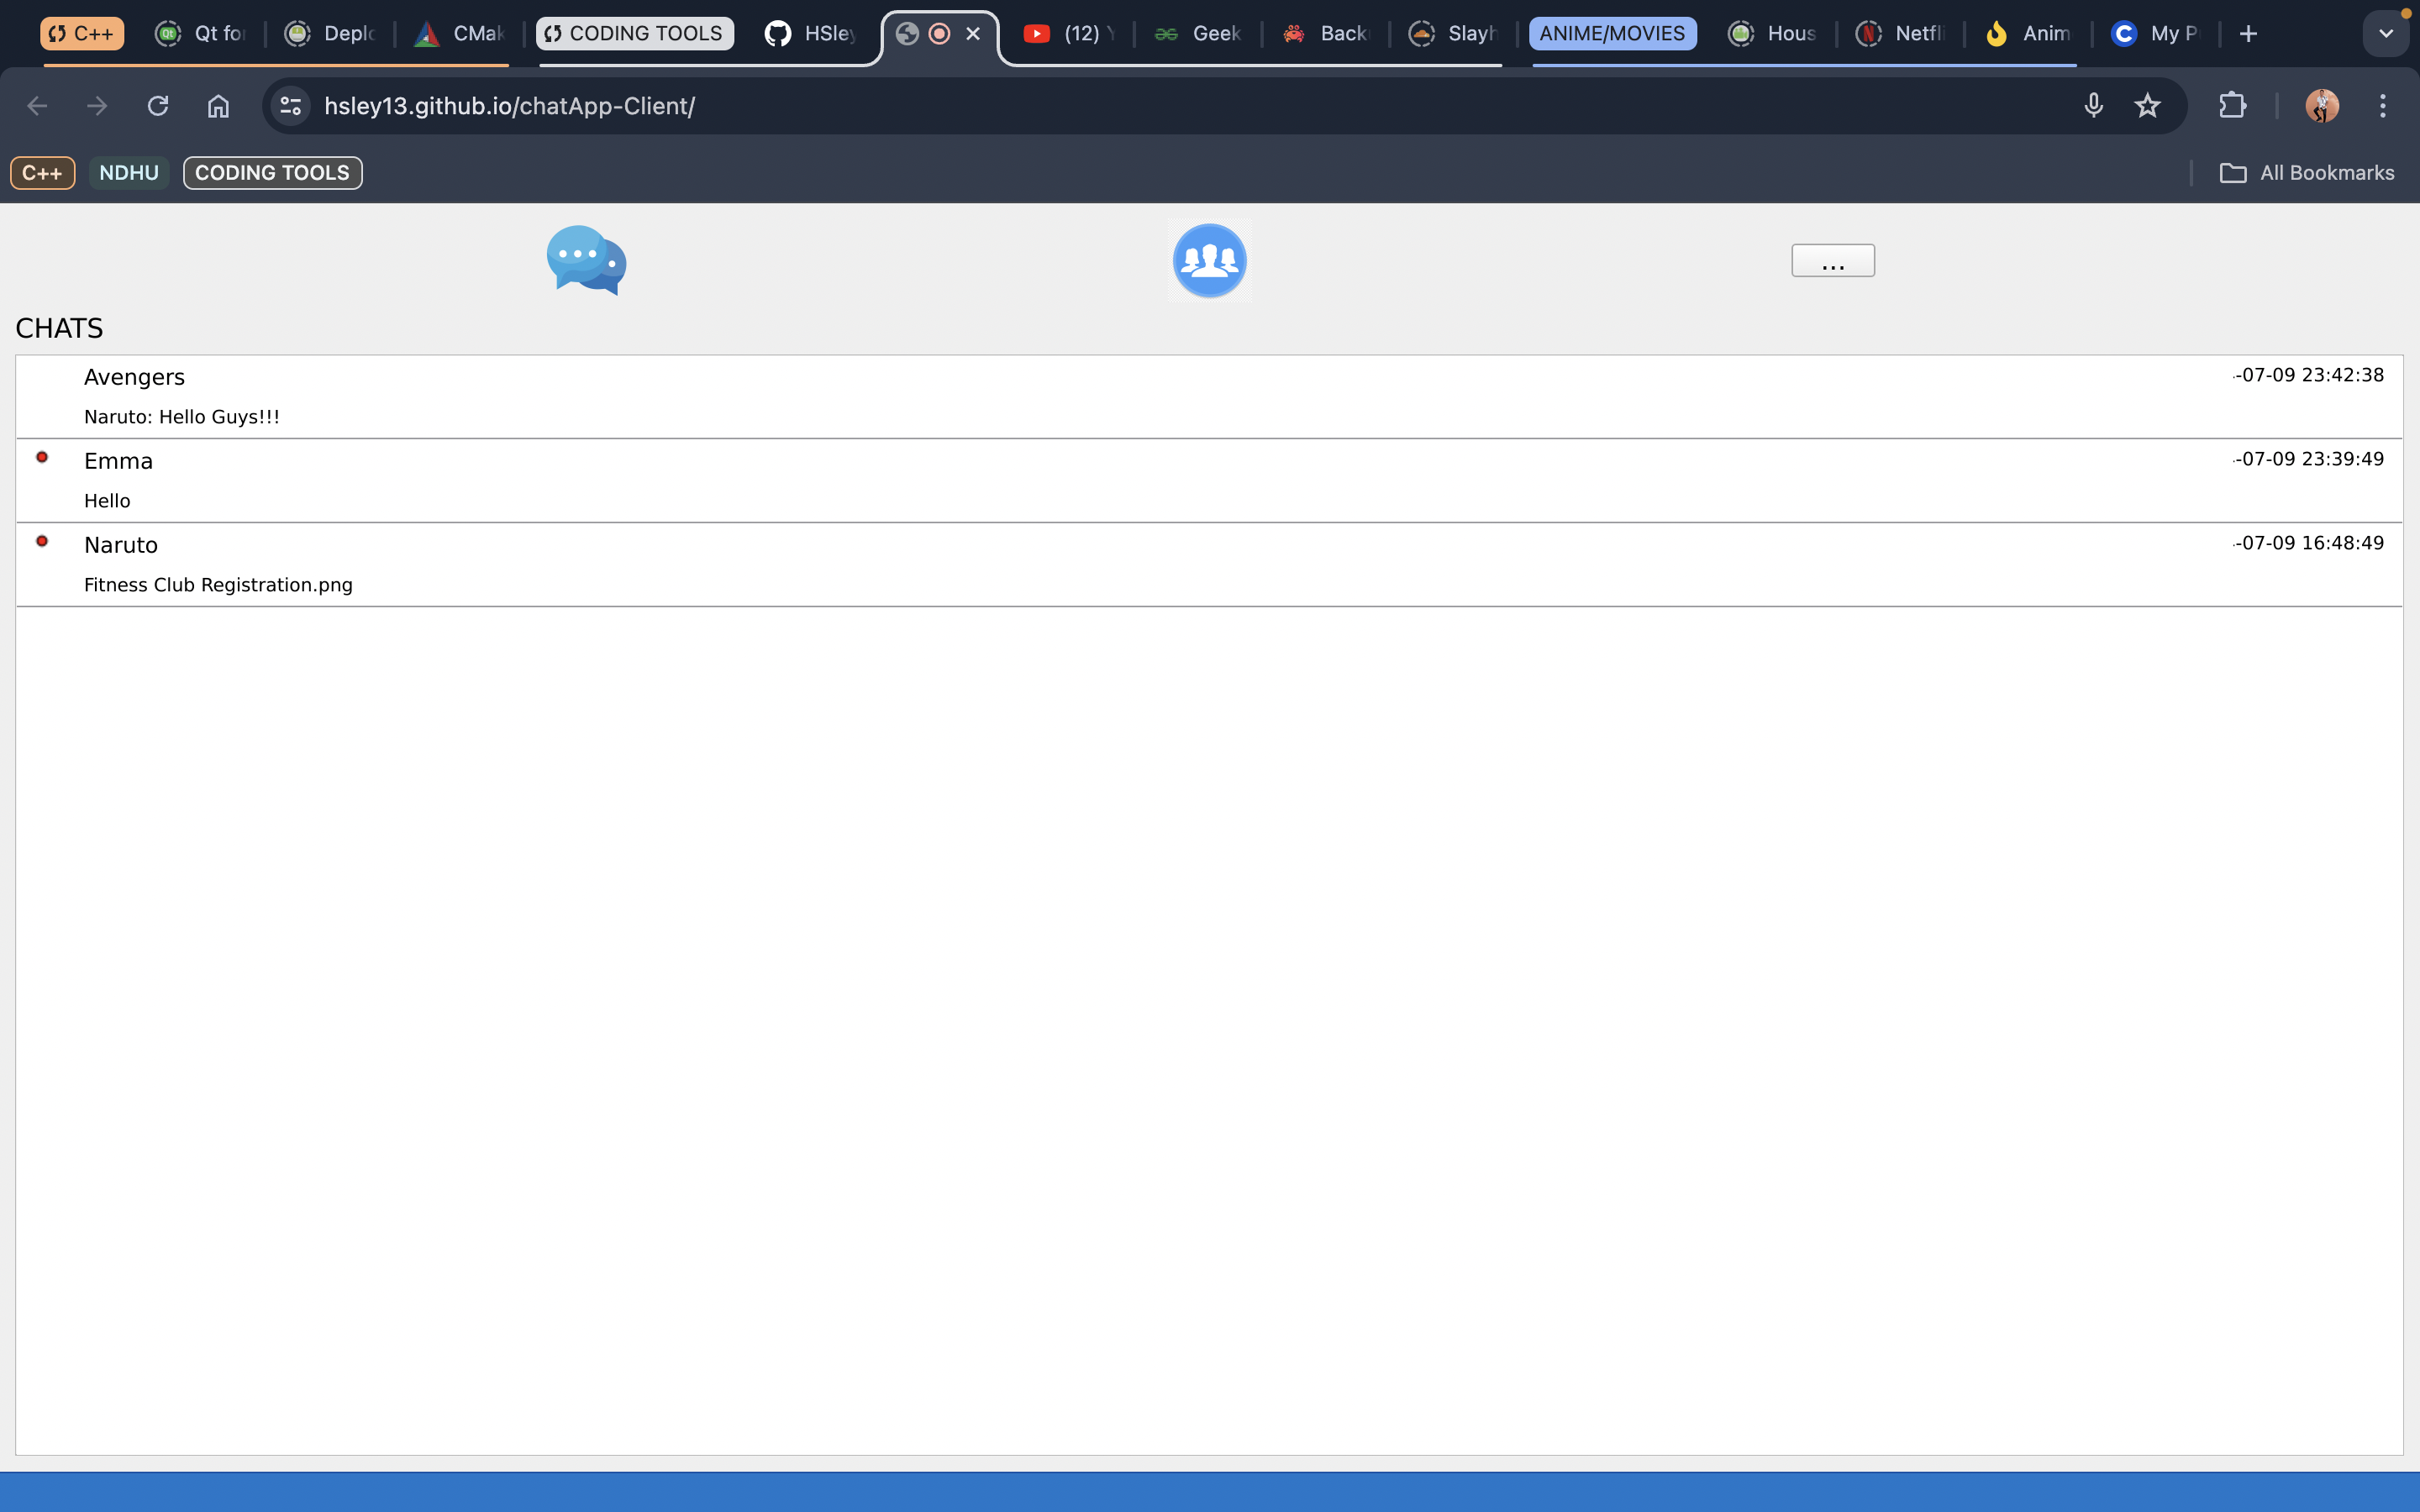 C++ Qt for Deplo CMak CODING TOOLS HSley (12) Y Geek Back Slayh ANIME/MOVIES Hous Netfli Anim My P
hsley13.github.io/chatApp-Client/
C++ NDHU CODING TOOLS All Bookmarks
...
CHATS
Avengers -07-09 23:42:38
Naruto: Hello Guys!!!
Emma -07-09 23:39:49
Hello
Naruto -07-09 16:48:49
Fitness Club Registration.png